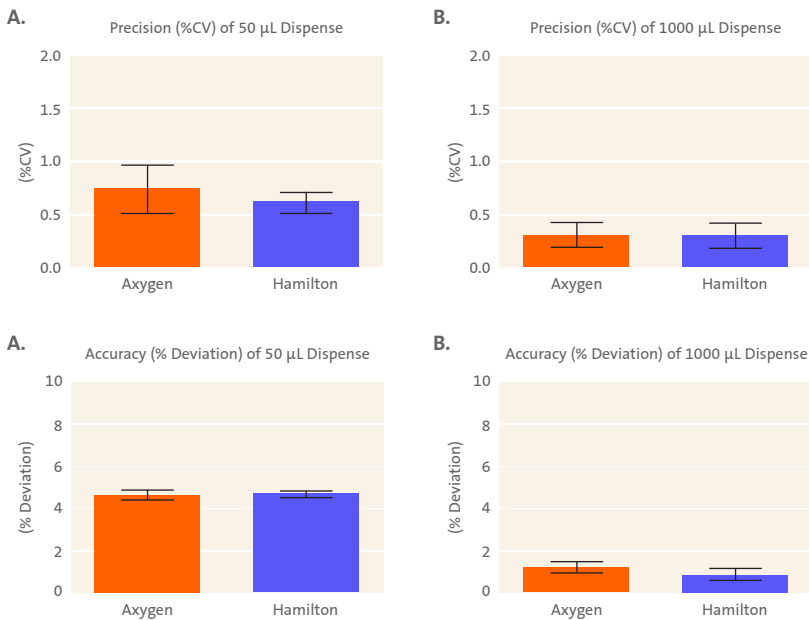 A.
Precision (%CV) of 50 µL Dispense
(%CV)
2.0
1.5
1.0
0.5
0.0
Axygen
Hamilton
B.
Precision (%CV) of 1000 µL Dispense
(%CV)
2.0
1.5
1.0
0.5
0.0
Axygen
Hamilton
A.
Accuracy (% Deviation) of 50 µL Dispense
(% Deviation)
10
8
6
4
2
0
Axygen
Hamilton
B.
Accuracy (% Deviation) of 1000 µL Dispense
(% Deviation)
10
8
6
4
2
0
Axygen
Hamilton